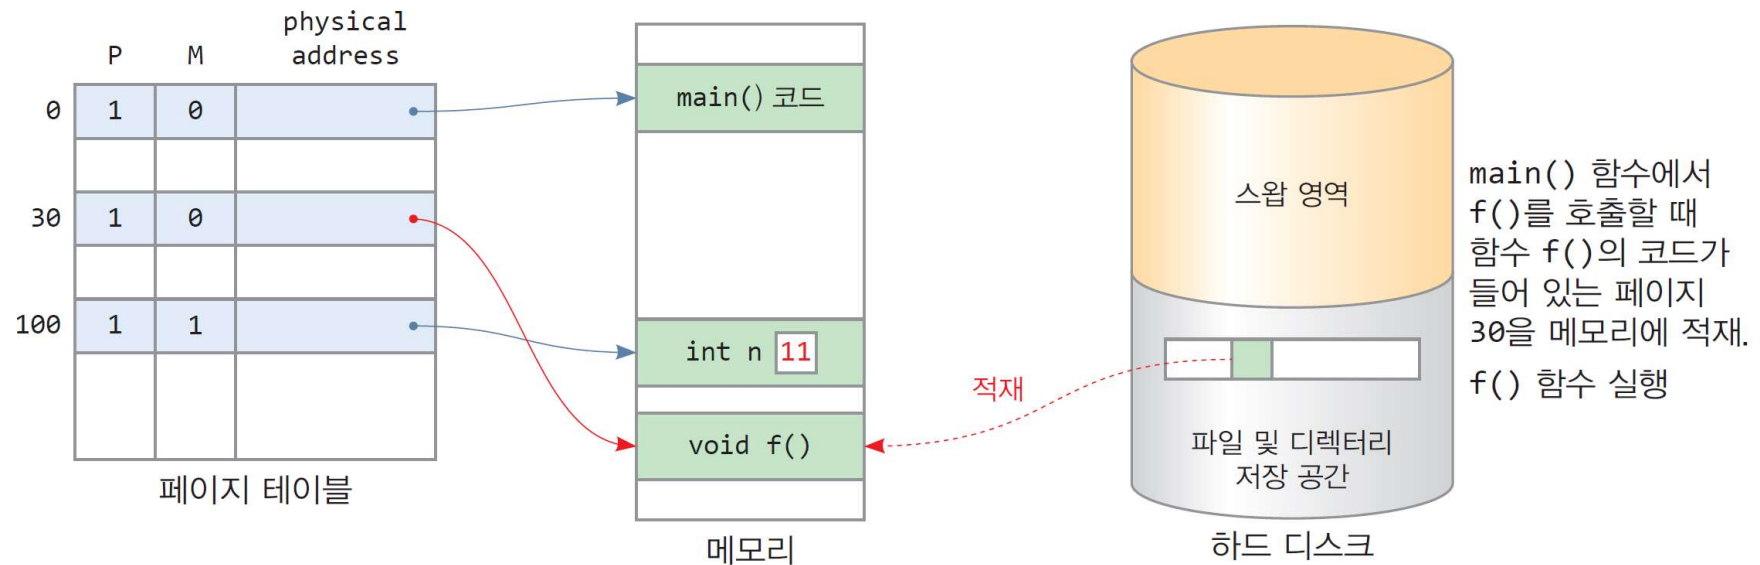 physical
P M address
0 1 0
30 1 0
100 1 1
페이지 테이블
main() 코드
int n 11
void f()
메모리
적재
스왑 영역
파일 및 디렉터리
저장 공간
하드 디스크
main() 함수에서
f()를 호출할 때
함수 f()의 코드가
들어 있는 페이지
30을 메모리에 적재.
f() 함수 실행